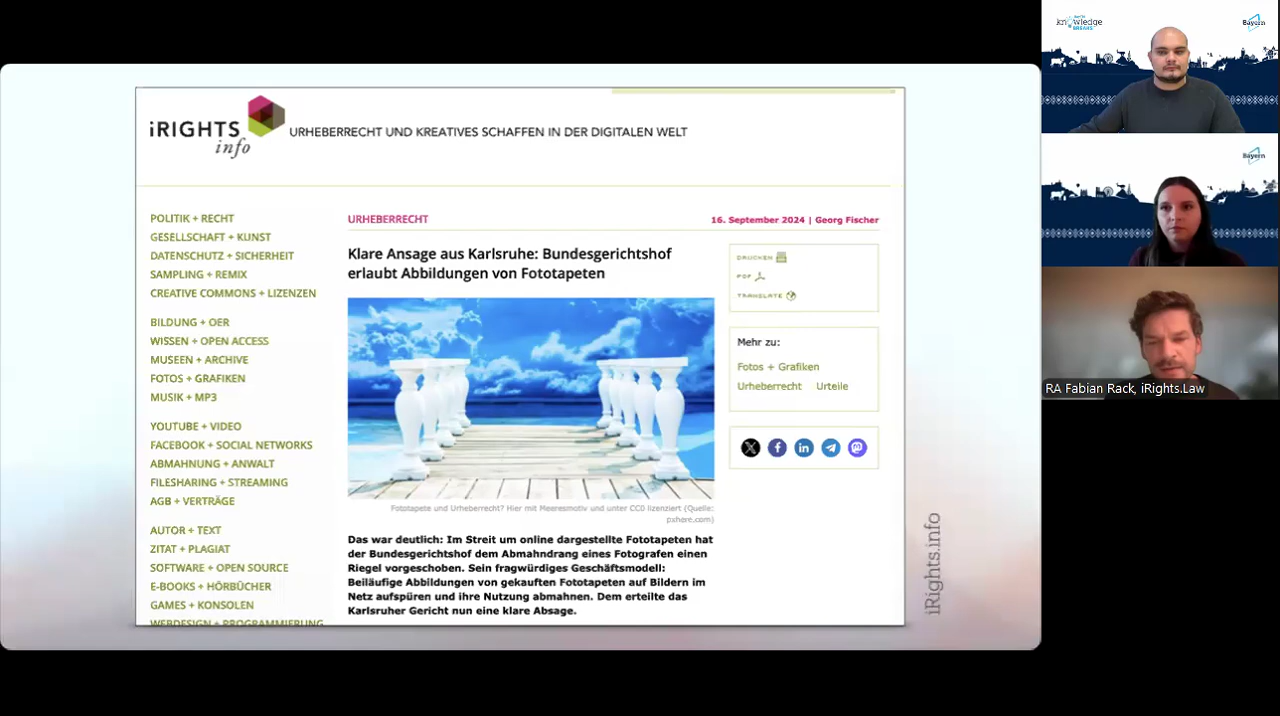 iRIGHTS
info
URHEBERRECHT UND KREATIVES SCHAFFEN IN DER DIGITALEN WELT
POLITIK + RECHT
GESELLSCHAFT + KUNST
DATENSCHUTZ + SICHERHEIT
SAMPLING + REMIX
CREATIVE COMMONS + LIZENZEN
BILDUNG + OER
WISSEN + OPEN ACCESS
MUSEEN + ARCHIVE
FOTOS + GRAFIKEN
MUSIK + MP3
YOUTUBE + VIDEO
FACEBOOK + SOCIAL NETWORKS
ABMAHNUNG + ANWALT
FILESHARING + STREAMING
AGB + VERTRÄGE
AUTOR + TEXT
ZITAT + PLAGIAT
SOFTWARE + OPEN SOURCE
E-BOOKS + HÖRBÜCHER
GAMES + KONSOLEN
WEBDESIGN + PROGRAMMIERUNG
URHEBERRECHT
16. September 2024 | Georg Fischer
Klare Ansage aus Karlsruhe: Bundesgerichtshof
erlaubt Abbildungen von Fototapeten
Fototapete und Urheberrecht? Hier mit Meeresmotiv und unter CC0 lizenziert (Quelle:
pxhere.com)
Das war deutlich: Im Streit um online dargestellte Fototapeten hat
der Bundesgerichtshof dem Abmahndrang eines Fotografen einen
Riegel vorgeschoben. Sein fragwürdiges Geschäftsmodell:
Beiläufige Abbildungen von gekauften Fototapeten auf Bildern im
Netz aufspüren und ihre Nutzung abmahnen. Dem erteilte das
Karlsruher Gericht nun eine klare Absage.
DRUCKEN
PDF
TRANSLATE
Mehr zu:
Fotos + Grafiken
Urheberrecht Urteile
iRights.info
knowledge
BREAKS
Bayern
Bayern
RA Fabian Rack, iRights.Law